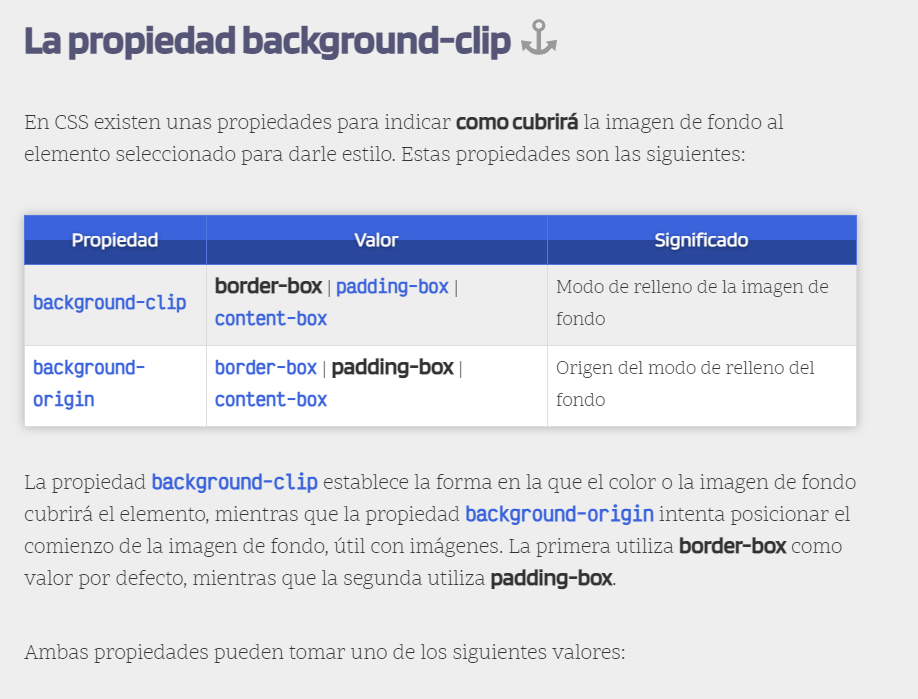 La propiedad background-clip
En CSS existen unas propiedades para indicar como cubrirá la imagen de fondo al
elemento seleccionado para darle estilo. Estas propiedades son las siguientes:
Propiedad Valor Significado
background-clip border-box | padding-box | content-box Modo de relleno de la imagen de fondo
background-origin border-box | padding-box | content-box Origen del modo de relleno del fondo
La propiedad background-clip establece la forma en la que el color o la imagen de fondo
cubrirá el elemento, mientras que la propiedad background-origin intenta posicionar el
comienzo de la imagen de fondo, útil con imágenes. La primera utiliza border-box como
valor por defecto, mientras que la segunda utiliza padding-box.
Ambas propiedades pueden tomar uno de los siguientes valores: